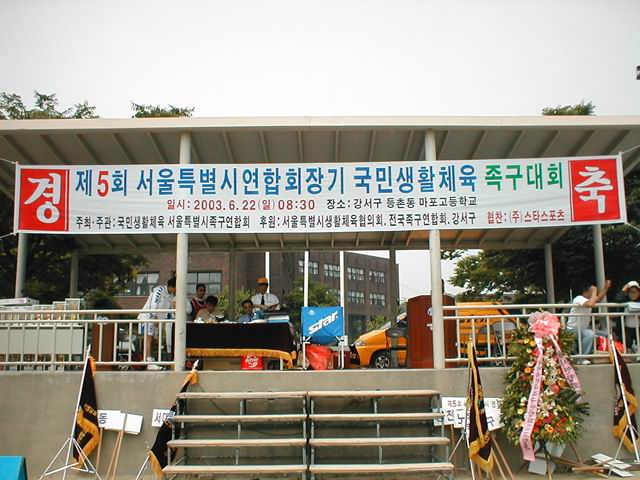 경 축
제5회 서울특별시연합회장기 국민생활체육 족구대회
일시: 2003.6.22(일) 08:30 장소: 강서구 등촌동 마포고등학교
주최·주관: 국민생활체육 서울특별시족구연합회 후원: 서울특별시생활체육협의회. 전국족구연합회. 강서구 협찬: (주)스타스포츠
star